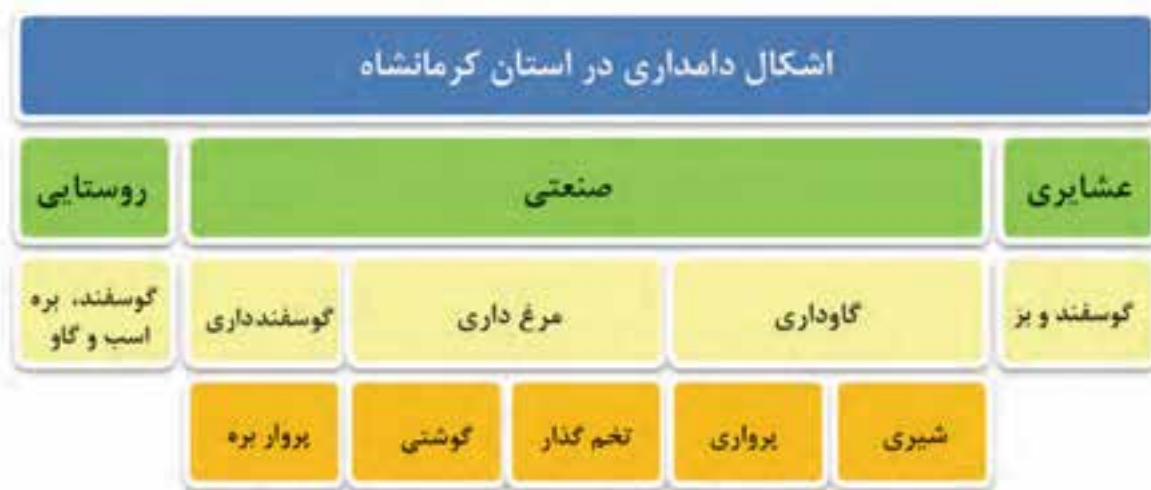 اشکال دامداری در استان کرمانشاه
عشایری
صنعتی
روستایی
گوسفند و بز
گاوداری
مرغ داری
گوسفندداری
گوسفند، بره
اسب و گاو
شیری
پرواری
تخم گذار
گوشتی
پروار بره